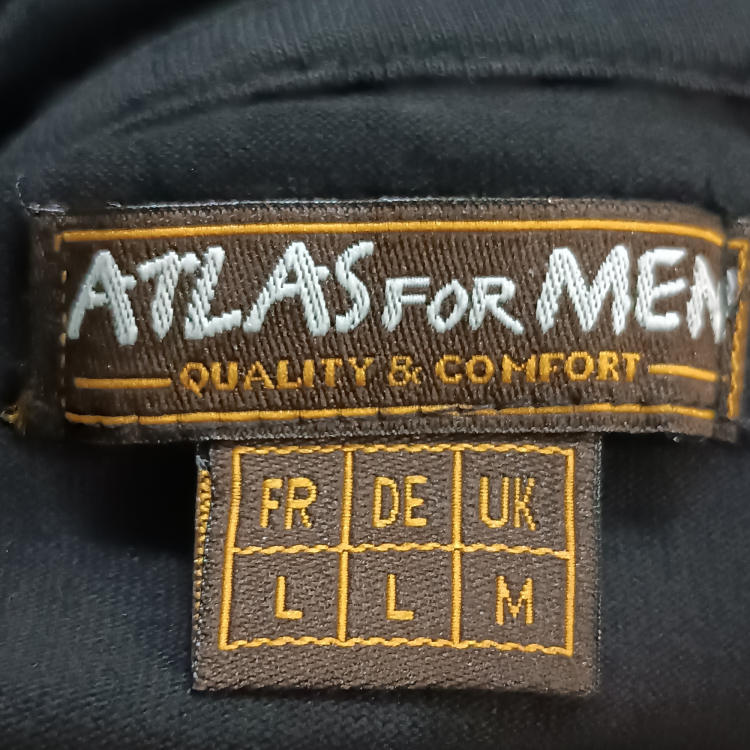 ATLAS FOR MEN
QUALITY & COMFORT
FR DE UK
L L M